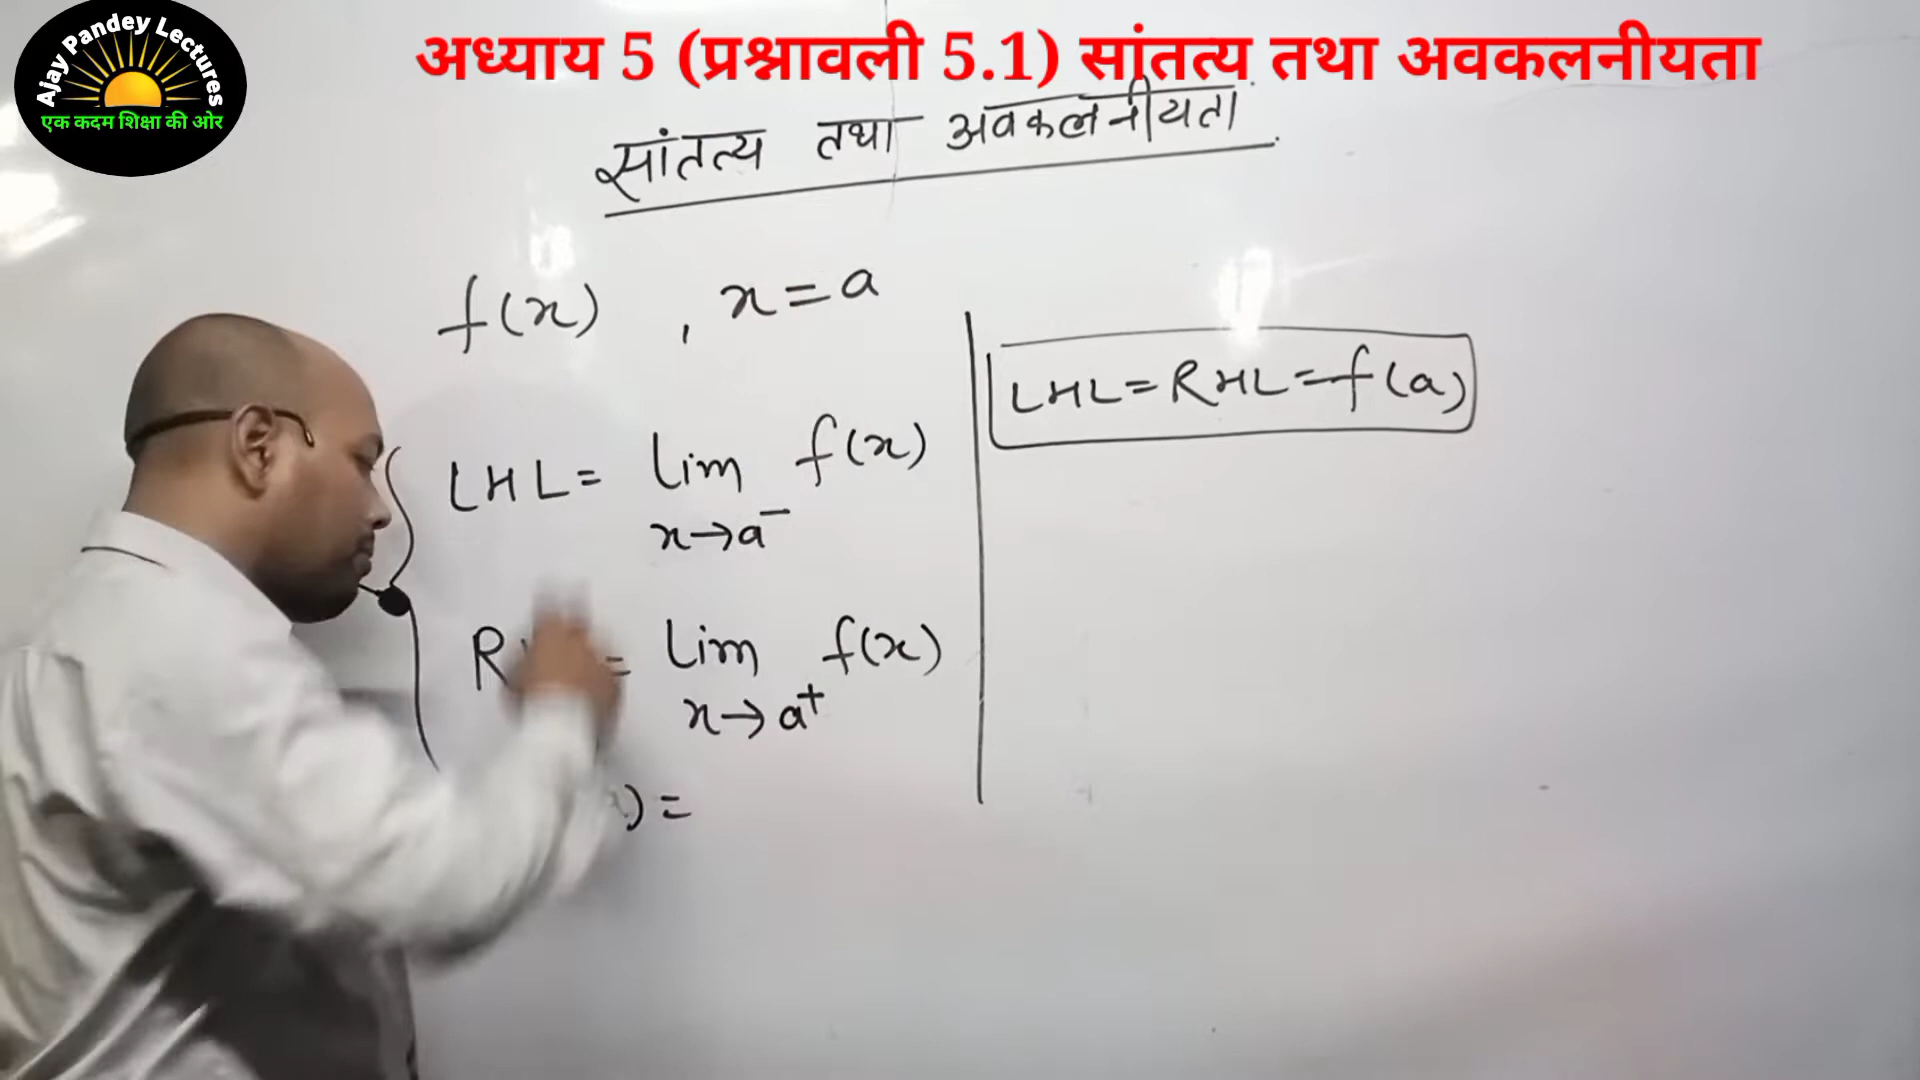 Ajay Pandey Lectures
एक कदम शिक्षा की ओर
अध्याय 5 (प्रश्नावली 5.1) सांतत्य तथा अवकलनीयता
सांतत्य तथा अवकलनीयता
f(x) , x=a
LHL=RHL=f(a)
LHL= lim f(x)
x→a⁻
R = lim f(x)
x→a⁺
)=